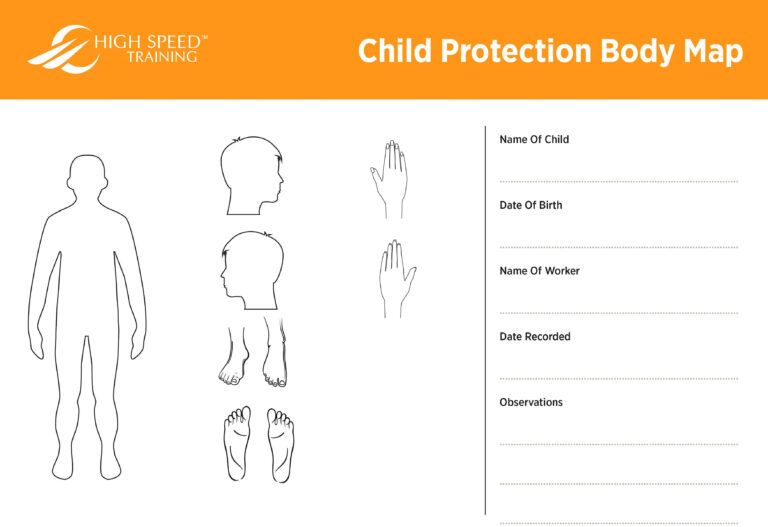 HIGH SPEED™
TRAINING
Child Protection Body Map
Name Of Child
Date Of Birth
Name Of Worker
Date Recorded
Observations